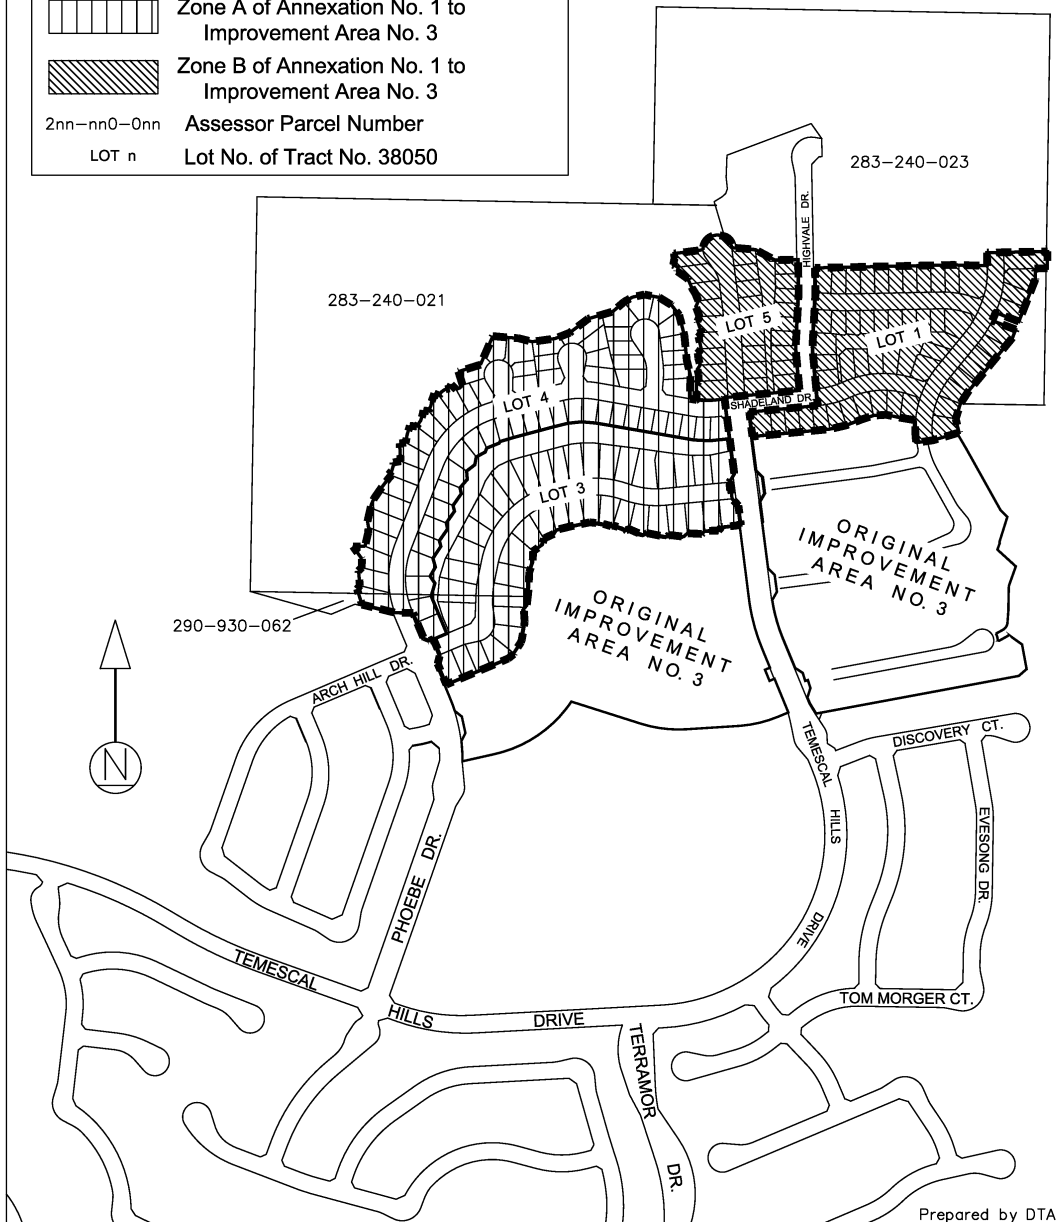 Zone A of Annexation No. 1 to
Improvement Area No. 3
Zone B of Annexation No. 1 to
Improvement Area No. 3
2nn-nn0-0nn Assessor Parcel Number
LOT n Lot No. of Tract No. 38050
283-240-023
HIGHVALE DR.
283-240-021
LOT 5
LOT 1
SHADELAND DR.
LOT 4
LOT 3
ORIGINAL
IMPROVEMENT
AREA NO. 3
ORIGINAL
IMPROVEMENT
AREA NO. 3
290-930-062
ARCH HILL DR.
N
TEMESCAL
HILLS
DRIVE
DISCOVERY CT.
EVESONG DR.
PHOEBE DR.
TEMESCAL
HILLS
DRIVE
TOM MORGER CT.
TERRAMOR
DR.
Prepared by DTA